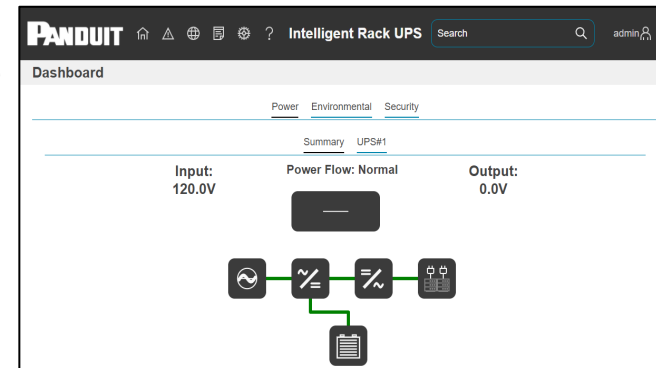 PANDUIT ? Intelligent Rack UPS Search admin
Dashboard
Power Environmental Security
Summary UPS#1
Input: Power Flow: Normal Output:
120.0V 0.0V